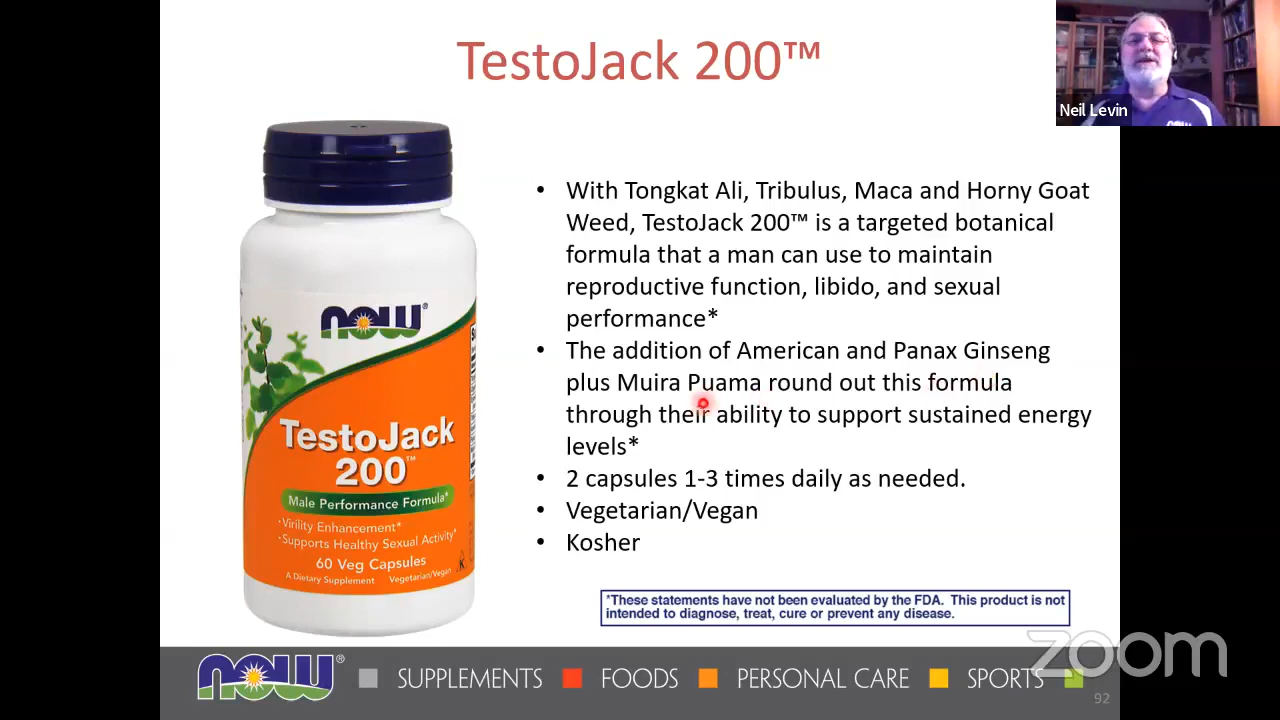 TestoJack 200™
Neil Levin
NOW
• With Tongkat Ali, Tribulus, Maca and Horny Goat
Weed, TestoJack 200™ is a targeted botanical
formula that a man can use to maintain
reproductive function, libido, and sexual
performance*
• The addition of American and Panax Ginseng
plus Muira Puama round out this formula
through their ability to support sustained energy
levels*
• 2 capsules 1-3 times daily as needed.
• Vegetarian/Vegan
• Kosher
NOW®
TestoJack
200™
Male Performance Formula*
•Virility Enhancement*
•Supports Healthy Sexual Activity*
60 Veg Capsules
A Dietary Supplement Vegetarian/Vegan
K
*These statements have not been evaluated by the FDA. This product is not
intended to diagnose, treat, cure or prevent any disease.
NOW® SUPPLEMENTS FOODS PERSONAL CARE SPORTS
zoom
92